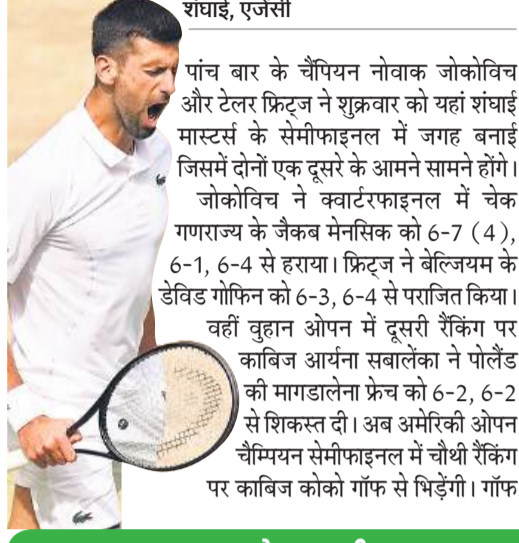 शंघाई, एजेंसी
पांच बार के चैंपियन नोवाक जोकोविच
और टेलर फ्रिट्ज ने शुक्रवार को यहां शंघाई
मास्टर्स के सेमीफाइनल में जगह बनाई
जिसमें दोनों एक दूसरे के आमने सामने होंगे।
जोकोविच ने क्वार्टरफाइनल में चेक
गणराज्य के जैकब मेनसिक को 6-7 (4),
6-1, 6-4 से हराया। फ्रिट्ज ने बेल्जियम के
डेविड गोफिन को 6-3, 6-4 से पराजित किया।
वहीं वुहान ओपन में दूसरी रैंकिंग पर
काबिज आर्यना सबालेंका ने पोलैंड
की मागडालेना फ्रेच को 6-2, 6-2
से शिकस्त दी। अब अमेरिकी ओपन
चैम्पियन सेमीफाइनल में चौथी रैंकिंग
पर काबिज कोको गॉफ से भिड़ेंगी। गॉफ